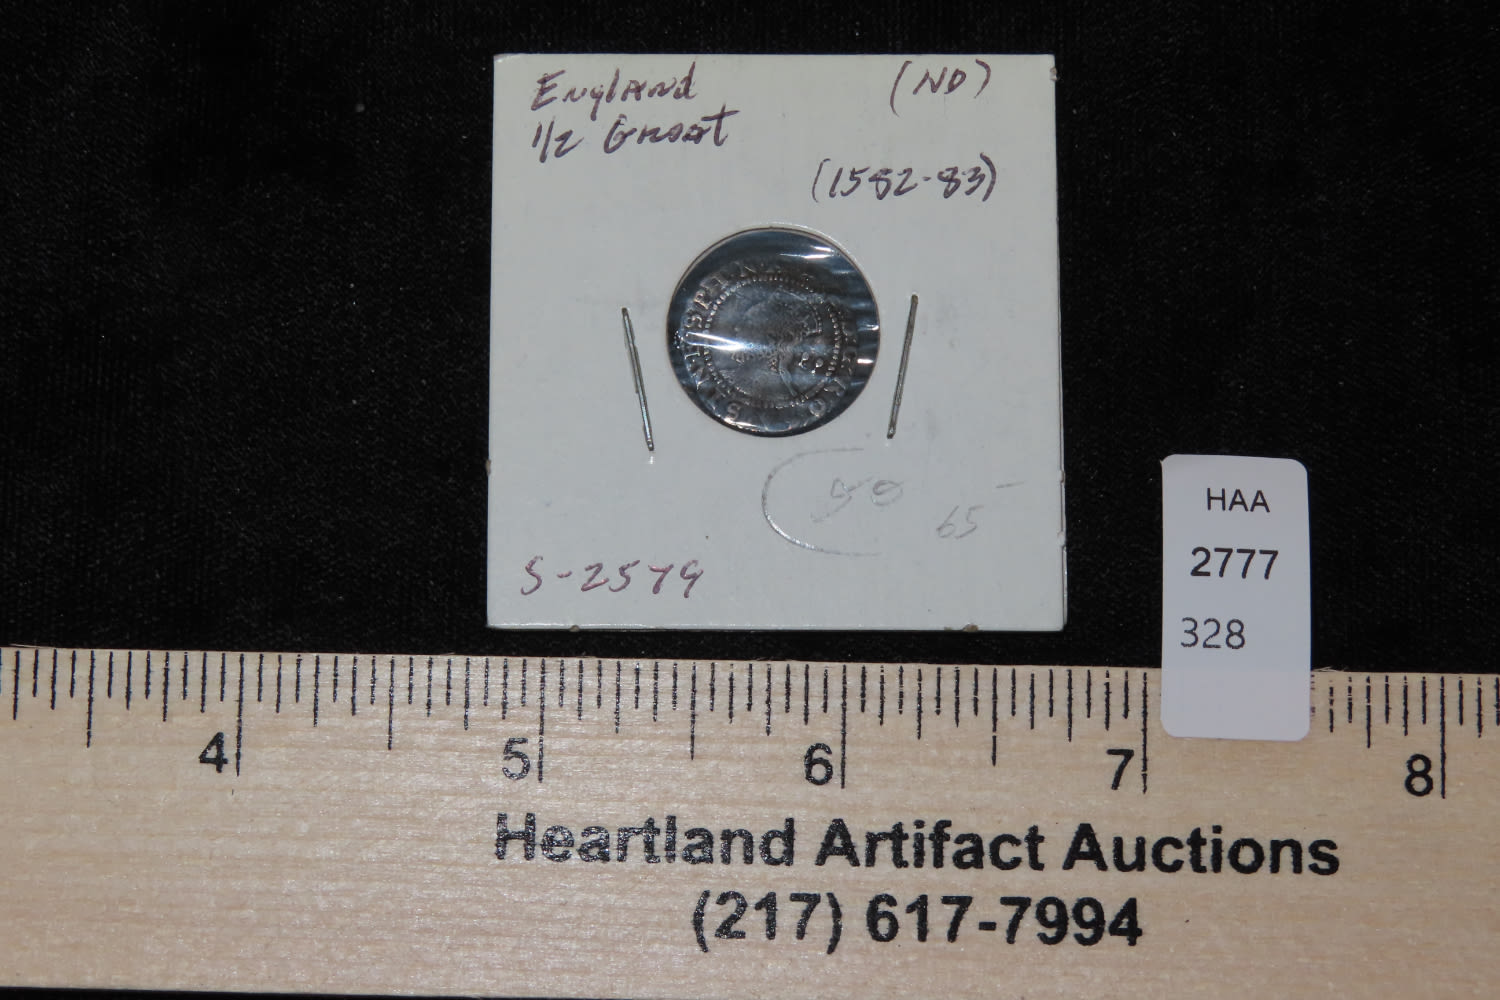 England (ND)
1/2 Groat
(1582-83)
50
65
S-2579
HAA
2777
328
4 5 6 7 8
Heartland Artifact Auctions
(217) 617-7994